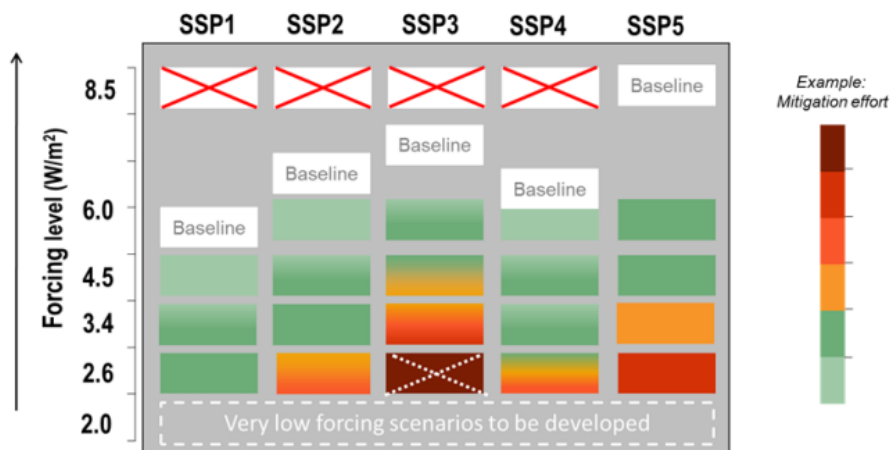 SSP1 SSP2 SSP3 SSP4 SSP5
Example:
Mitigation effort
Forcing level (W/m²)
8.5 Baseline
Baseline
Baseline
Baseline
6.0 Baseline
4.5
3.4
2.6
2.0 Very low forcing scenarios to be developed